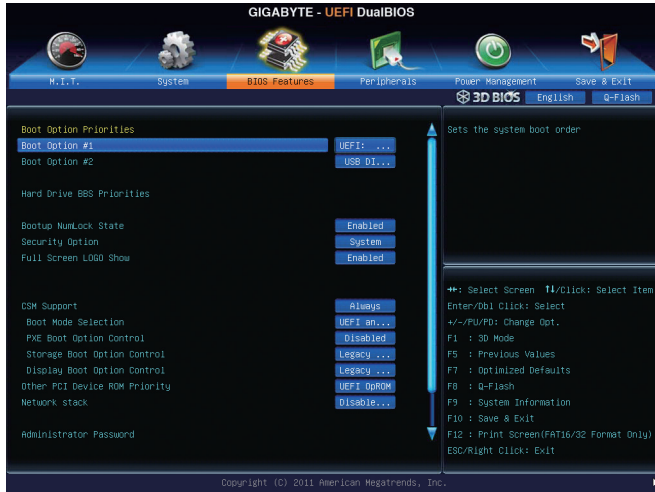 GIGABYTE - UEFI DualBIOS
M.I.T.
System
BIOS Features
Peripherals
Power Management
Save & Exit
3D BIOS
English
Q-Flash
Boot Option Priorities
Boot Option #1 UEFI: ...
Boot Option #2 USB DI...
Hard Drive BBS Priorities
Bootup NumLock State Enabled
Security Option System
Full Screen LOGO Show Enabled
CSM Support Always
Boot Mode Selection UEFI an...
PXE Boot Option Control Disabled
Storage Boot Option Control Legacy ...
Display Boot Option Control Legacy ...
Other PCI Device ROM Priority UEFI OpROM
Network stack Disable...
Administrator Password
Sets the system boot order
→←: Select Screen ↑↓/Click: Select Item
Enter/Dbl Click: Select
+/-/PU/PD: Change Opt.
F1 : 3D Mode
F5 : Previous Values
F7 : Optimized Defaults
F8 : Q-Flash
F9 : System Information
F10 : Save & Exit
F12 : Print Screen(FAT16/32 Format Only)
ESC/Right Click: Exit
Copyright (C) 2011 American Megatrends, Inc.